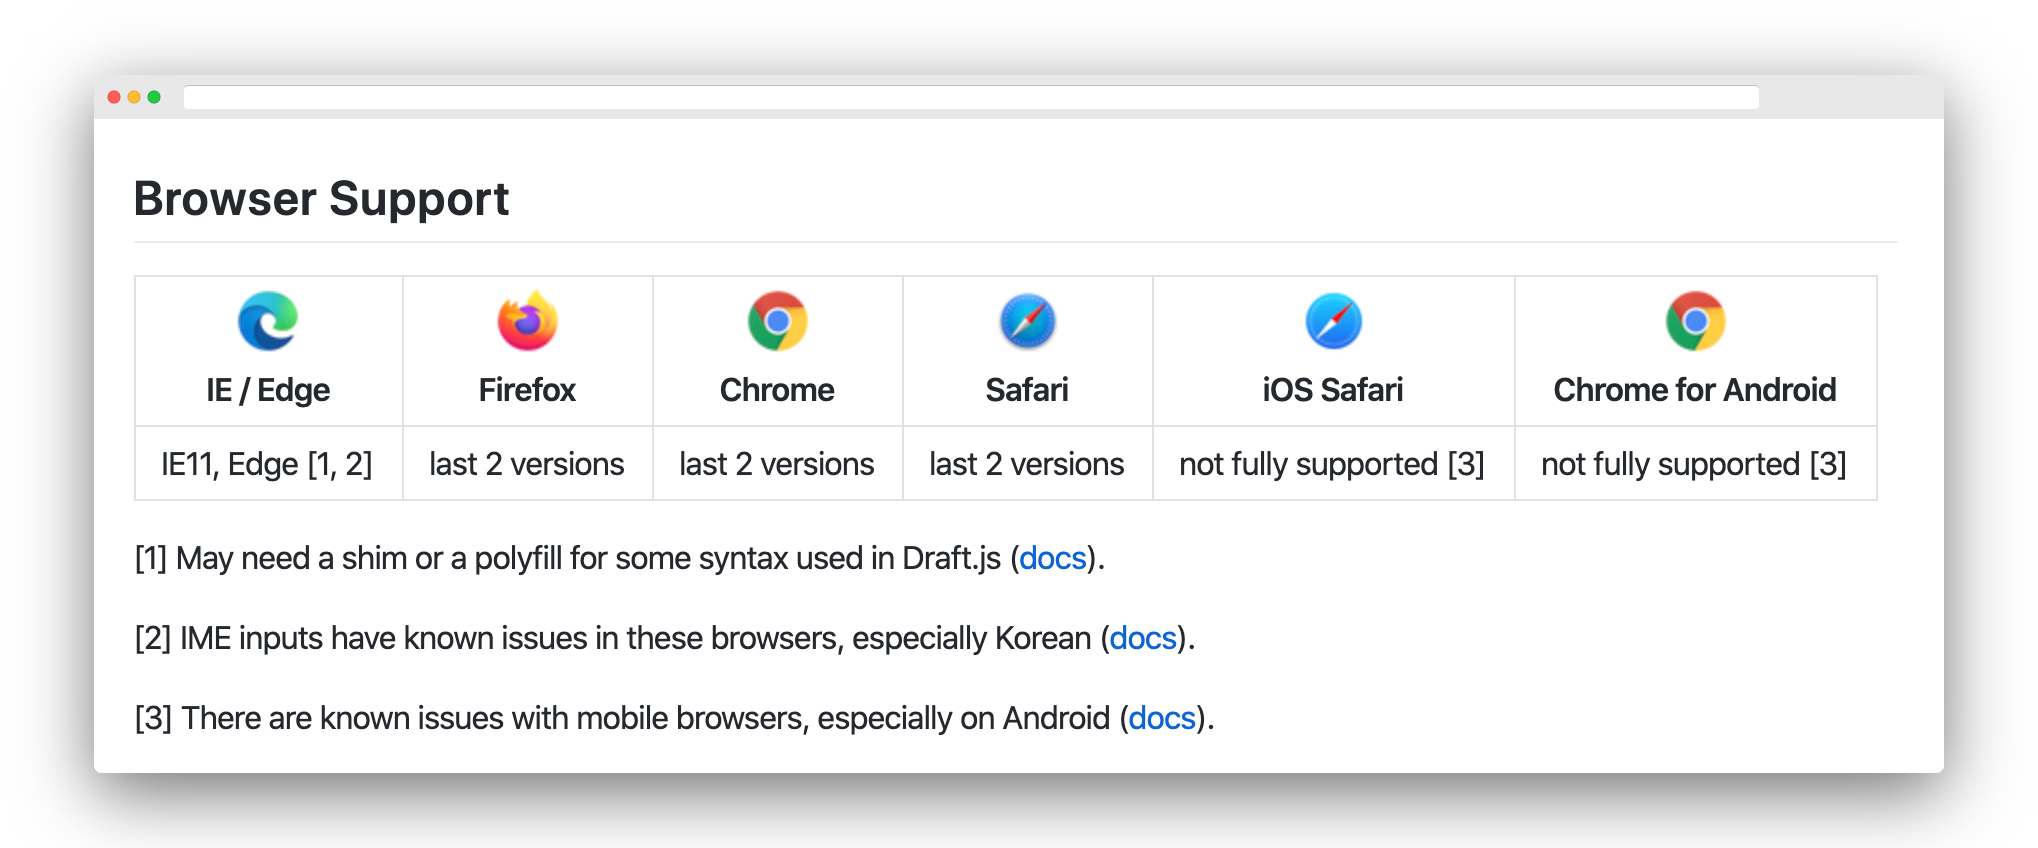 Browser Support
IE / Edge
Firefox
Chrome
Safari
iOS Safari
Chrome for Android
IE11, Edge [1, 2]
last 2 versions
last 2 versions
last 2 versions
not fully supported [3]
not fully supported [3]
[1] May need a shim or a polyfill for some syntax used in Draft.js (docs).
[2] IME inputs have known issues in these browsers, especially Korean (docs).
[3] There are known issues with mobile browsers, especially on Android (docs).